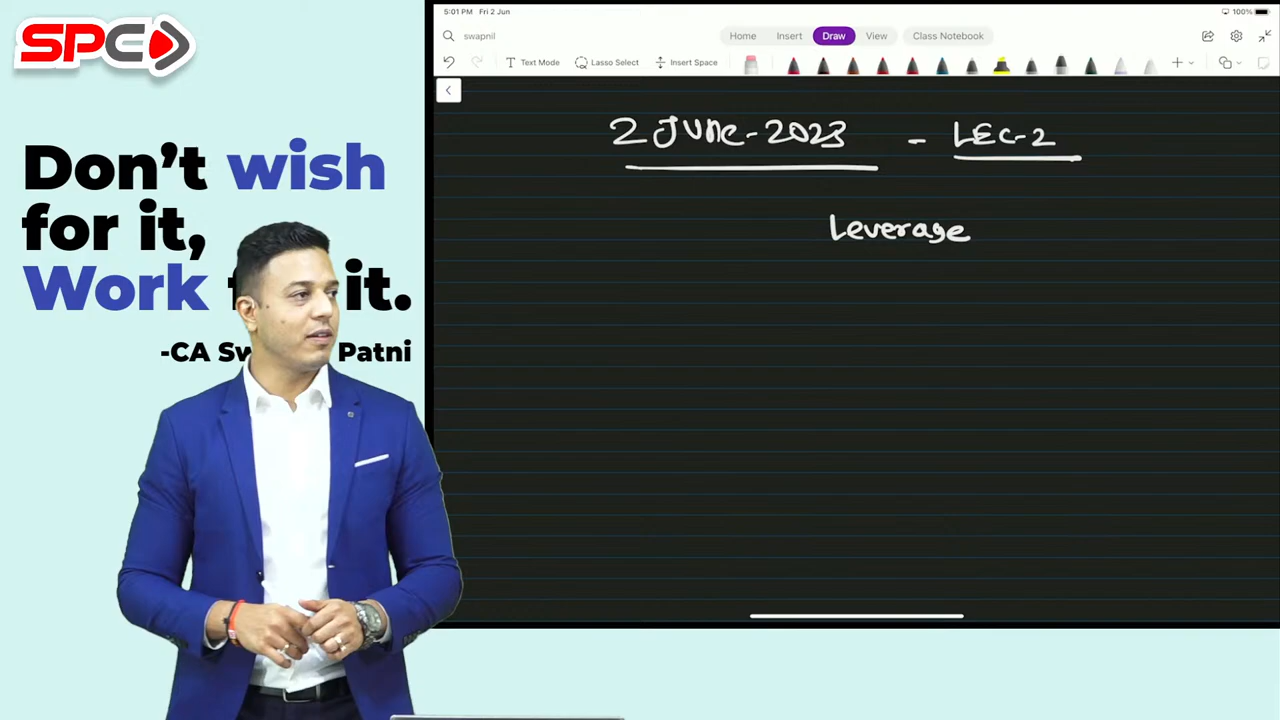 SPC
Don't wish
for it,
Work it.
-CA Patni
5:01 PM Fri 2 Jun
100%
swapnil
Home Insert Draw View Class Notebook
Text Mode Lasso Select Insert Space
2 June-2023 - LEC-2
Leverage